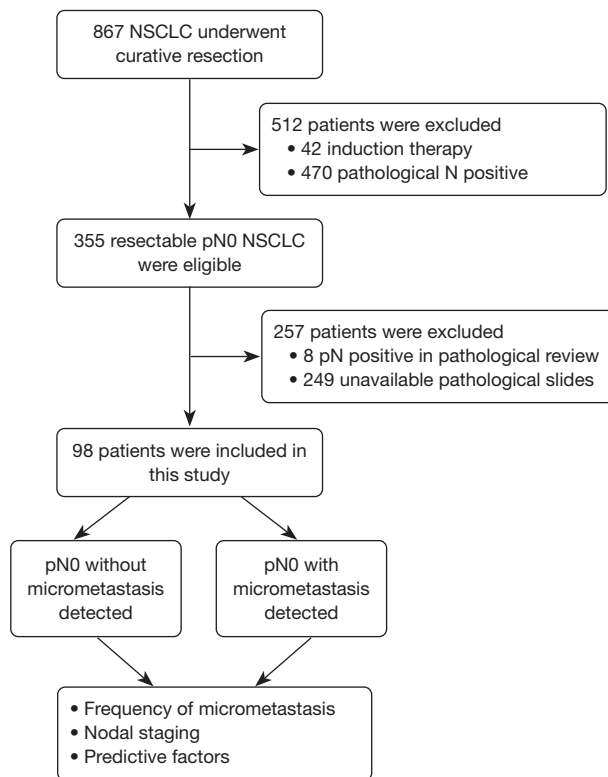 867 NSCLC underwent
curative resection
512 patients were excluded
• 42 induction therapy
• 470 pathological N positive
355 resectable pN0 NSCLC
were eligible
257 patients were excluded
• 8 pN positive in pathological review
• 249 unavailable pathological slides
98 patients were included in
this study
pN0 without
micrometastasis
detected
pN0 with
micrometastasis
detected
• Frequency of micrometastasis
• Nodal staging
• Predictive factors